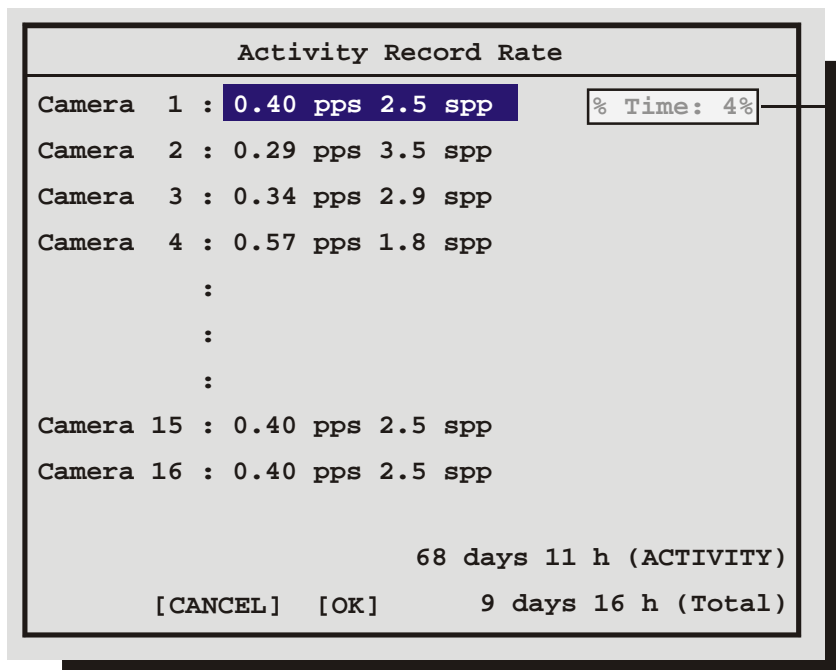 Activity Record Rate
Camera 1 : 0.40 pps 2.5 spp % Time: 4%
Camera 2 : 0.29 pps 3.5 spp
Camera 3 : 0.34 pps 2.9 spp
Camera 4 : 0.57 pps 1.8 spp
:
:
:
Camera 15 : 0.40 pps 2.5 spp
Camera 16 : 0.40 pps 2.5 spp
68 days 11 h (ACTIVITY)
[CANCEL] [OK] 9 days 16 h (Total)